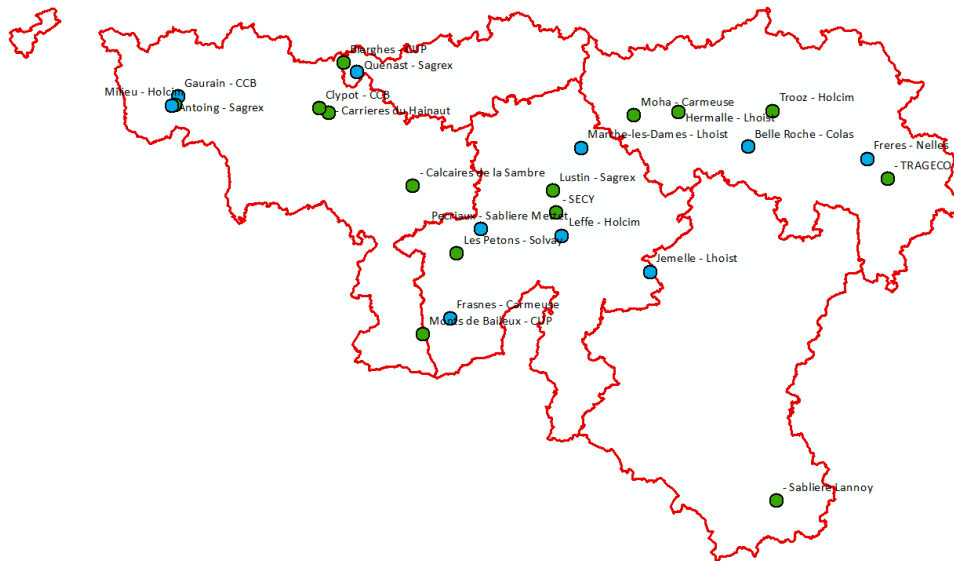 Bierghes - CUP
Quenast - Sagrex
Gaurain - CCB
Milieu - Holcim
Antoing - Sagrex
Clypot - CCB
- Carrieres du Hainaut
Moha - Carmeuse
Trooz - Holcim
Hermalle - Lhoist
Marche-les-Dames - Lhoist
Belle Roche - Colas
Freres - Nelles
- TRAGECO
- Calcaires de la Sambre
Lustin - Sagrex
- SECY
Pecriaux - Sabliere Mettet
Leffe - Holcim
Les Petons - Solvay
Jemelle - Lhoist
Frasnes - Carmeuse
Monts de Baileux - CUP
- Sabliere Lannoy